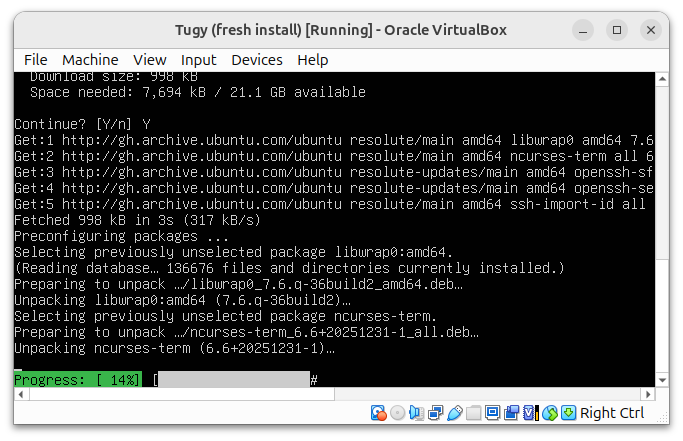 Tugy (fresh install) [Running] - Oracle VirtualBox
File Machine View Input Devices Help
Download size: 998 kB
Space needed: 7,694 kB / 21.1 GB available
Continue? [Y/n] Y
Get:1 http://gh.archive.ubuntu.com/ubuntu resolute/main amd64 libwrap0 amd64 7.6
Get:2 http://gh.archive.ubuntu.com/ubuntu resolute/main amd64 ncurses-term all 6
Get:3 http://gh.archive.ubuntu.com/ubuntu resolute-updates/main amd64 openssh-sf
Get:4 http://gh.archive.ubuntu.com/ubuntu resolute-updates/main amd64 openssh-se
Get:5 http://gh.archive.ubuntu.com/ubuntu resolute/main amd64 ssh-import-id all
Fetched 998 kB in 3s (317 kB/s)
Preconfiguring packages ...
Selecting previously unselected package libwrap0:amd64.
(Reading database… 136676 files and directories currently installed.)
Preparing to unpack …/libwrap0_7.6.q-36build2_amd64.deb…
Unpacking libwrap0:amd64 (7.6.q-36build2)…
Selecting previously unselected package ncurses-term.
Preparing to unpack …/ncurses-term_6.6+20251231-1_all.deb…
Unpacking ncurses-term (6.6+20251231-1)…
Progress: [ 14%] [ #
Right Ctrl